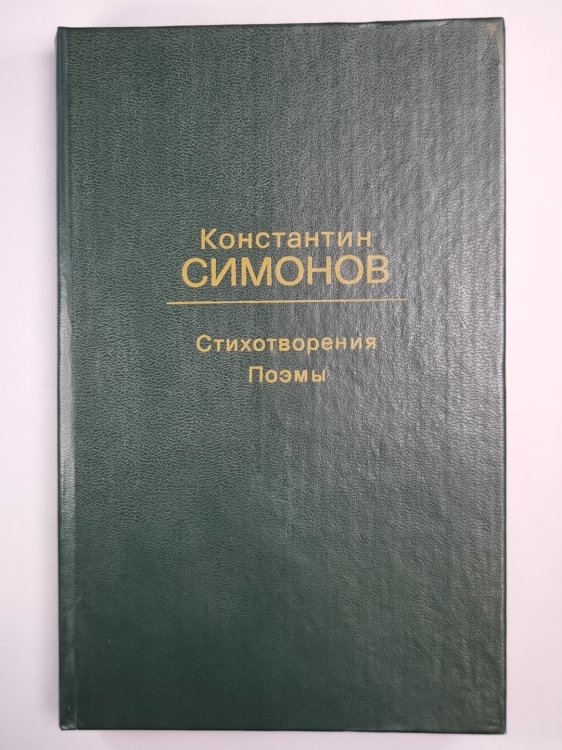 Константин
СИМОНОВ
Стихотворения
Поэмы